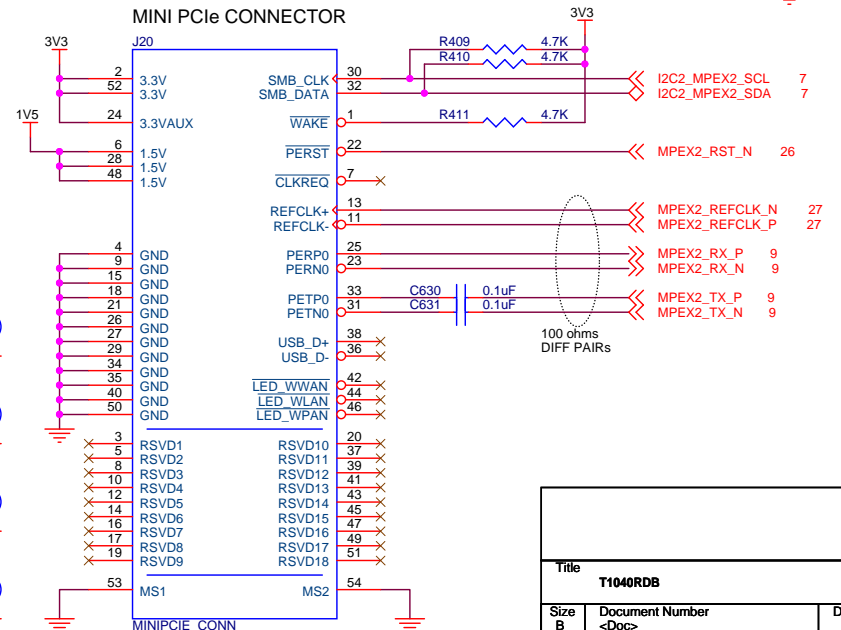 MINI PCIe CONNECTOR
3V3
3V3
J20
R409 4.7K
R410 4.7K
2 3.3V SMB_CLK 30 I2C2_MPEX2_SCL 7
52 3.3V SMB_DATA 32 I2C2_MPEX2_SDA 7
1V5
24 3.3VAUX WAKE 1 R411 4.7K
6 1.5V PERST 22 MPEX2_RST_N 26
28 1.5V
48 1.5V CLKREQ 7
REFCLK+ 13 MPEX2_REFCLK_N 27
REFCLK- 11 MPEX2_REFCLK_P 27
4 GND PERP0 25 MPEX2_RX_P 9
9 GND PERN0 23 MPEX2_RX_N 9
15 GND
18 GND PETP0 33 C630 0.1uF MPEX2_TX_P 9
21 GND PETN0 31 C631 0.1uF MPEX2_TX_N 9
26 GND
27 GND USB_D+ 38
29 GND USB_D- 36
100 ohms
DIFF PAIRs
34 GND
35 GND LED_WWAN 42
40 GND LED_WLAN 44
50 GND LED_WPAN 46
3 RSVD1 RSVD10 20
5 RSVD2 RSVD11 37
8 RSVD3 RSVD12 39
10 RSVD4 RSVD13 41
12 RSVD5 RSVD14 43
14 RSVD6 RSVD15 45
16 RSVD7 RSVD16 47
17 RSVD8 RSVD17 49
19 RSVD9 RSVD18 51
53 MS1 MS2 54
MINIPCIE_CONN
Title
T1040RDB
Size Document Number
B <Doc>